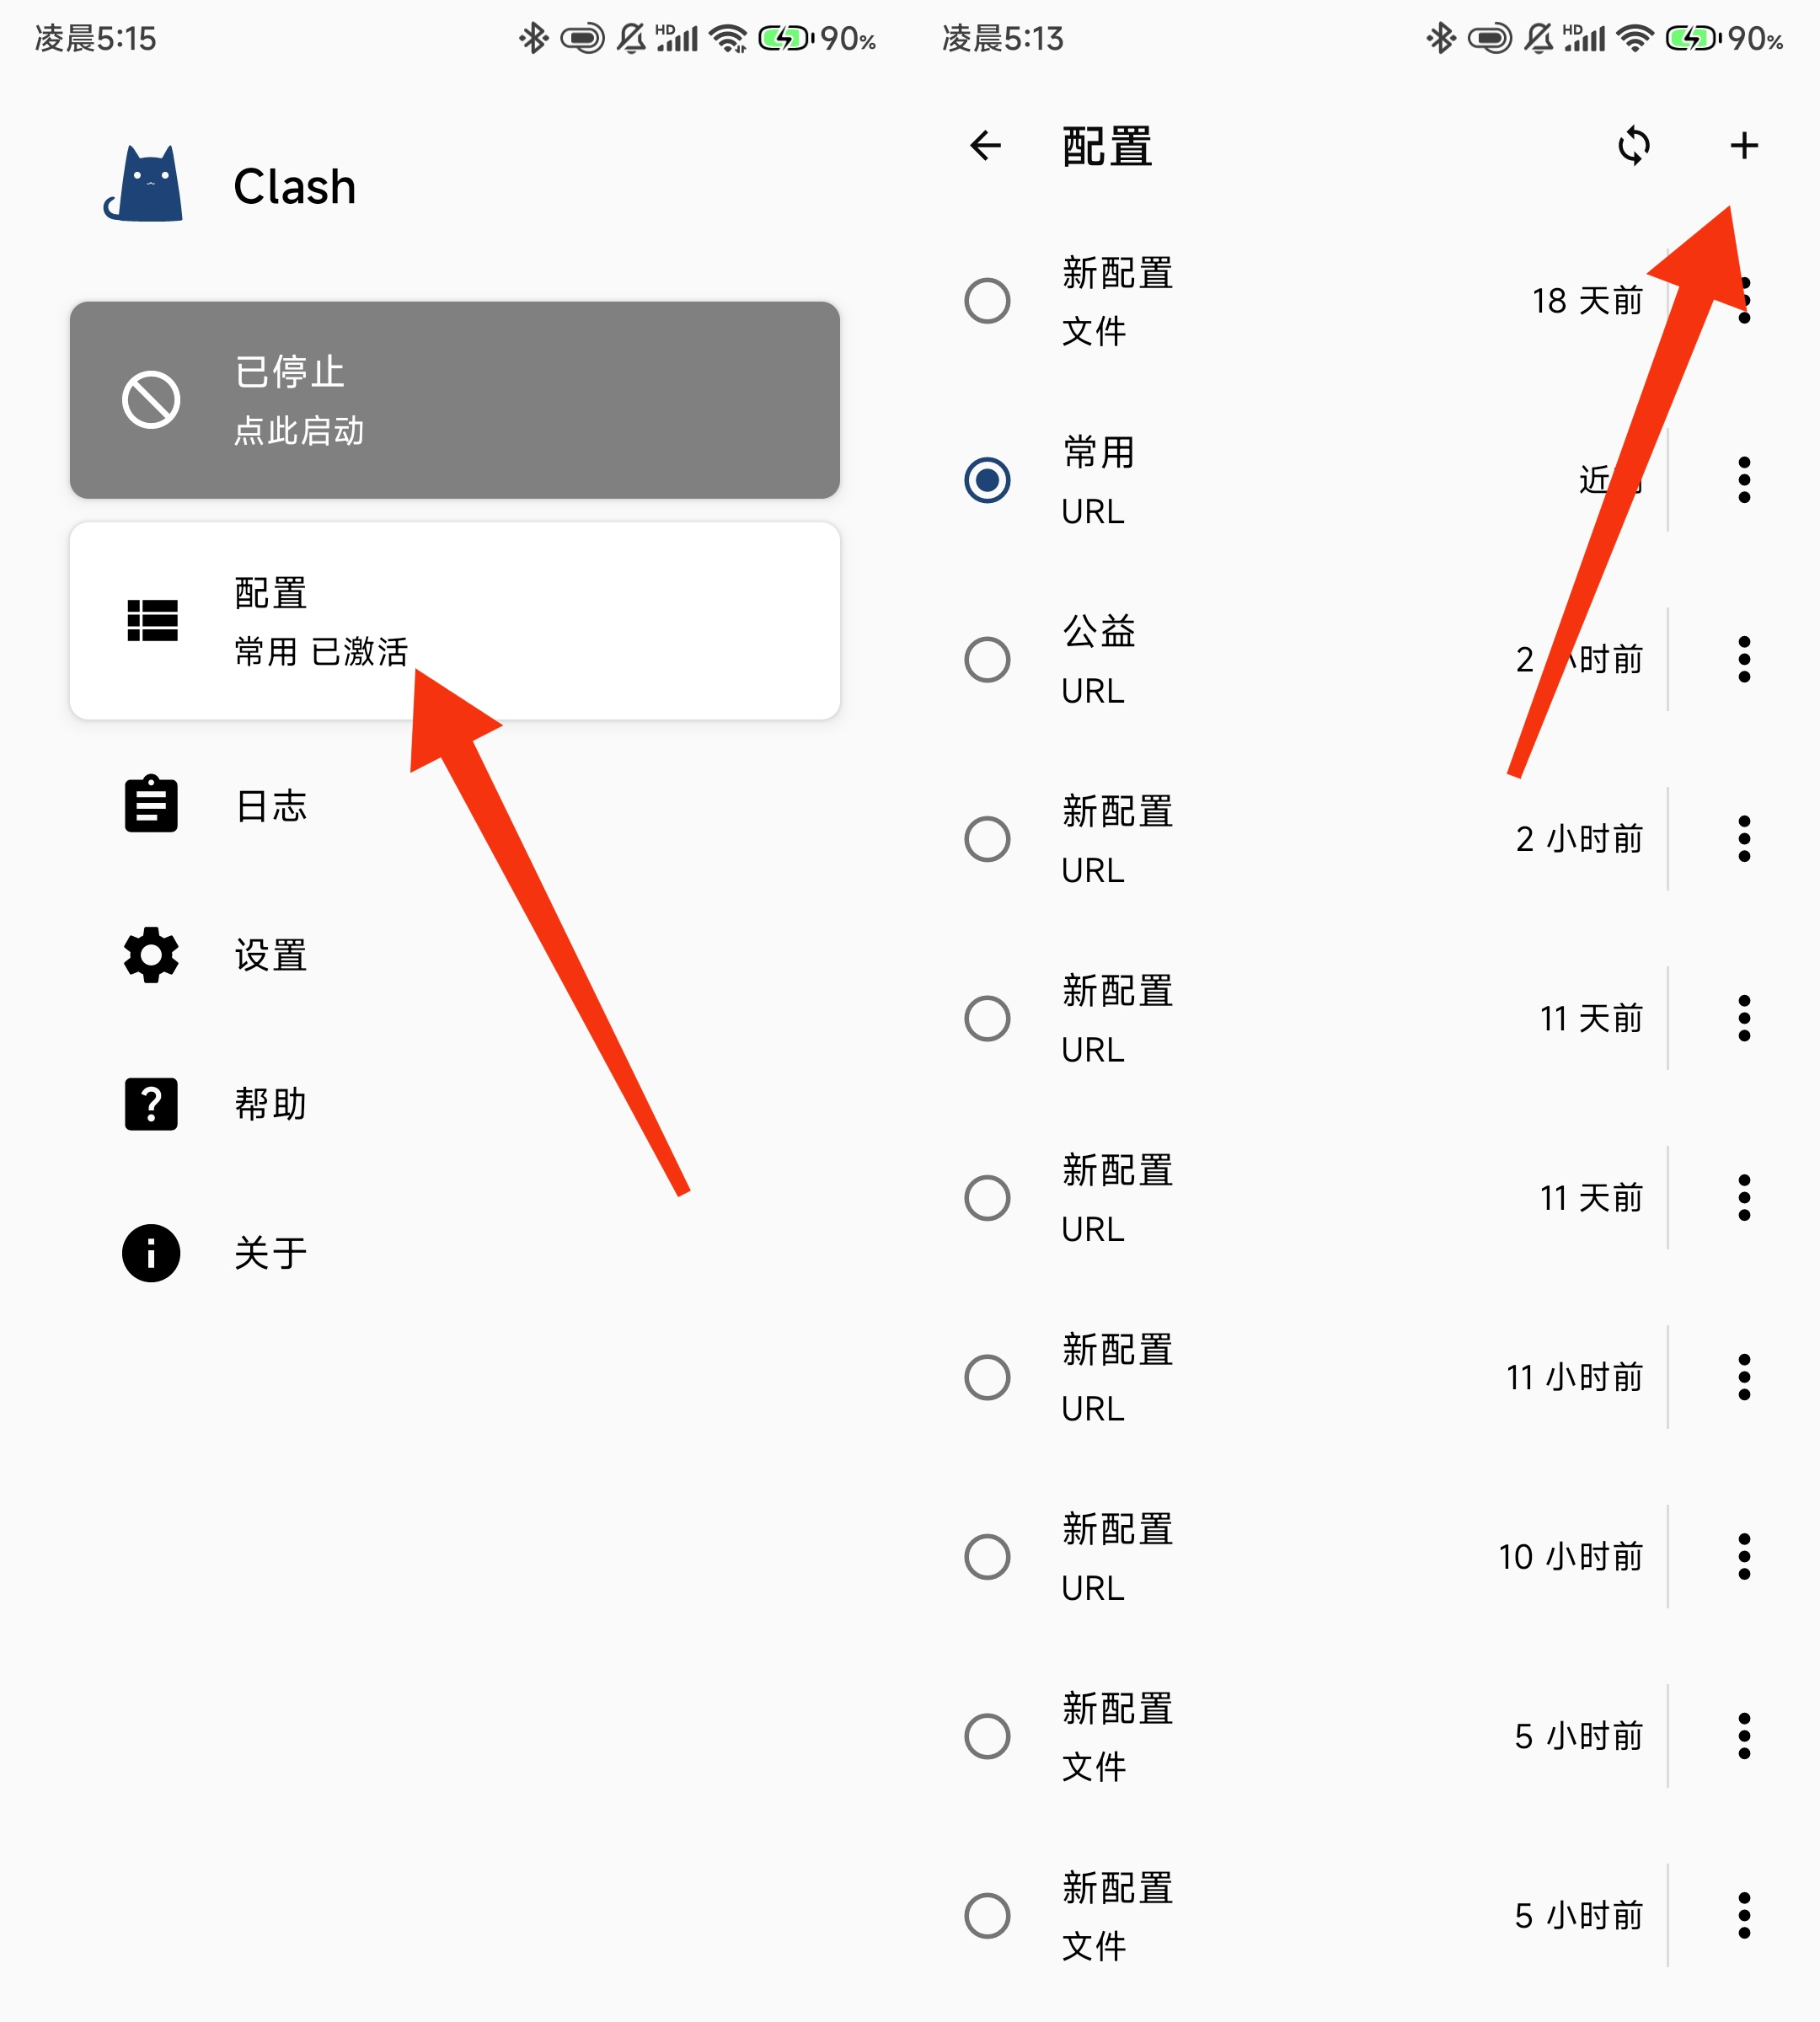 凌晨5:15
HD
90%
Clash
已停止
点此启动
配置
常用 已激活
日志
设置
帮助
关于
凌晨5:13
HD
90%
配置
新配置
文件
18 天前
常用
URL
近
公益
URL
2 小时前
新配置
URL
2 小时前
新配置
URL
11 天前
新配置
URL
11 天前
新配置
URL
11 小时前
新配置
URL
10 小时前
新配置
文件
5 小时前
新配置
文件
5 小时前